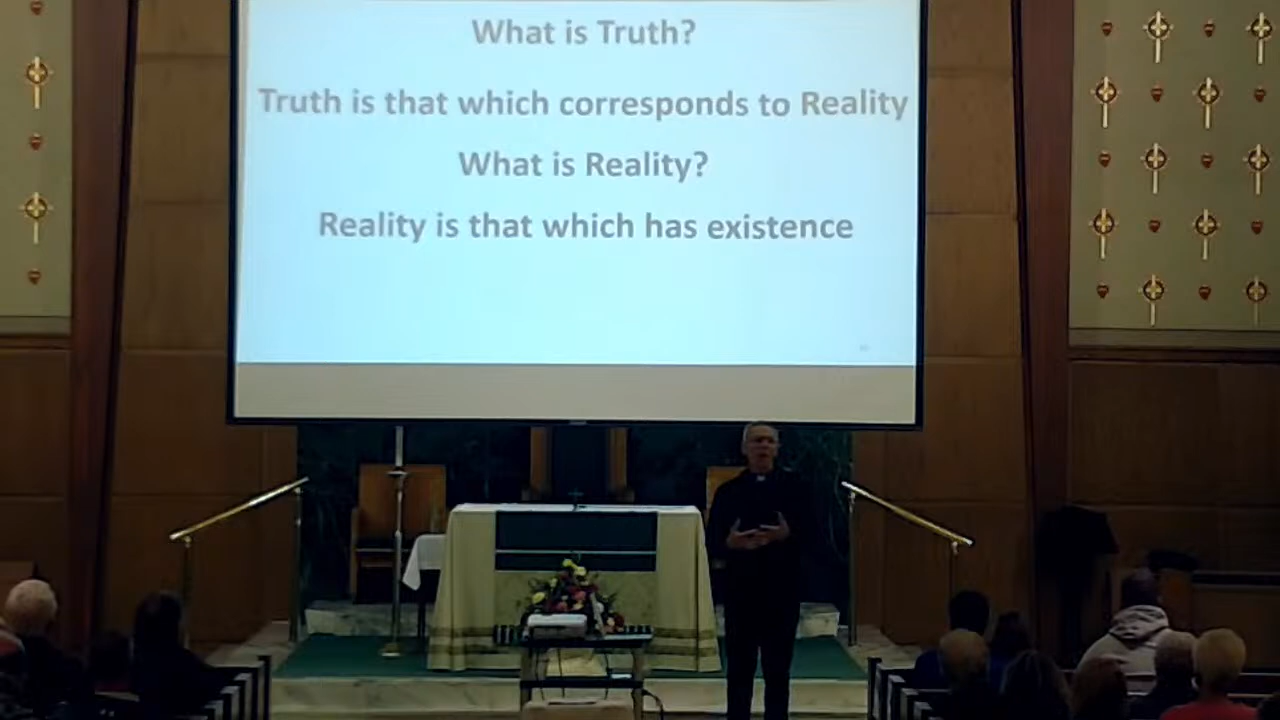 What is Truth?
Truth is that which corresponds to Reality
What is Reality?
Reality is that which has existence